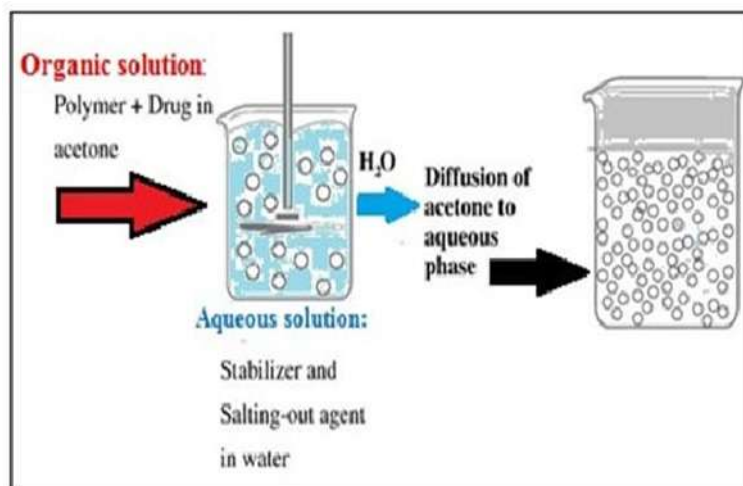 Organic solution:
Polymer + Drug in
acetone
H₂O
Diffusion of
acetone to
aqueous
phase
Aqueous solution:
Stabilizer and
Salting-out agent
in water